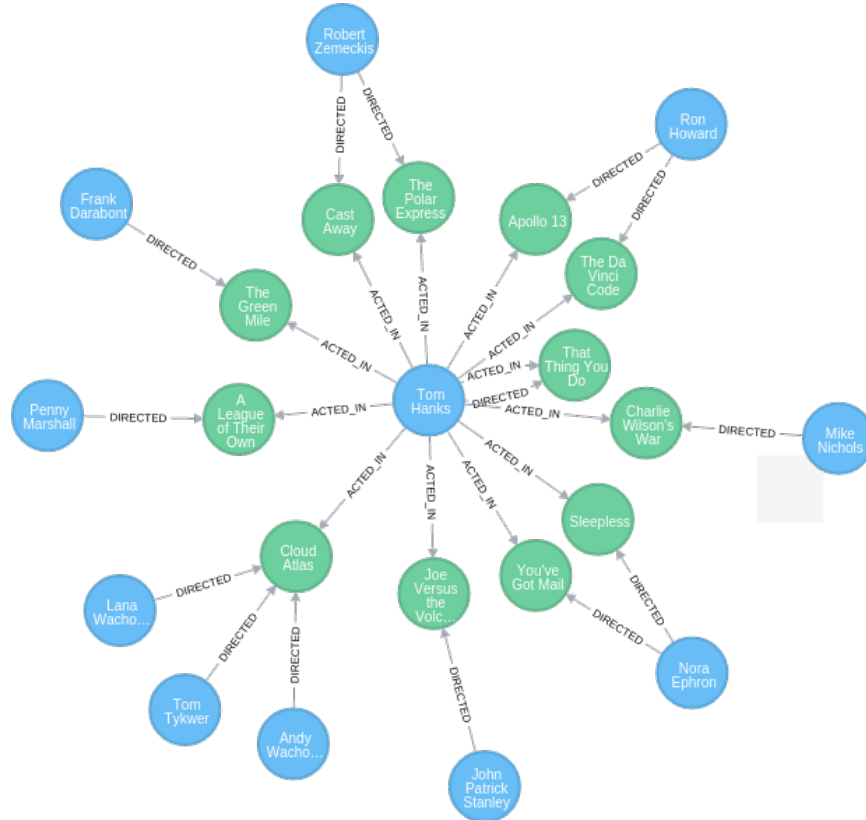 Robert
Zemeckis
DIRECTED
DIRECTED
Ron
Howard
DIRECTED
DIRECTED
Frank
Darabont
DIRECTED
The
Polar
Express
Cast
Away
Apollo 13
The Da
Vinci
Code
The
Green
Mile
ACTED_IN
ACTED_IN
ACTED_IN
ACTED_IN
ACTED_IN
That
Thing You
Do
ACTED_IN
DIRECTED
Tom
Hanks
Penny
Marshall
DIRECTED
A
League
of Their
Own
ACTED_IN
ACTED_IN
Charlie
Wilson's
War
DIRECTED
Mike
Nichols
ACTED_IN
ACTED_IN
ACTED_IN
ACTED_IN
Sleepless
Cloud
Atlas
Joe
Versus
the
Volc…
You've
Got Mail
DIRECTED
DIRECTED
Lana
Wacho…
DIRECTED
DIRECTED
DIRECTED
Tom
Tykwer
Andy
Wacho…
DIRECTED
John
Patrick
Stanley
Nora
Ephron